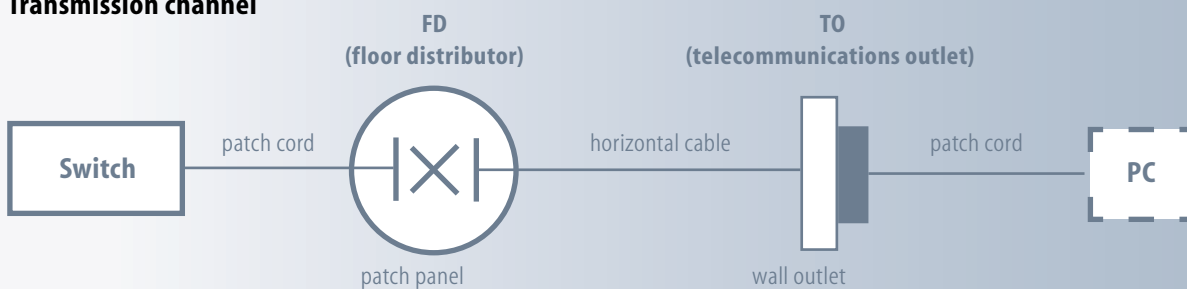 Transmission channel
FD
(floor distributor)
TO
(telecommunications outlet)
Switch
patch cord
horizontal cable
patch cord
PC
patch panel
wall outlet